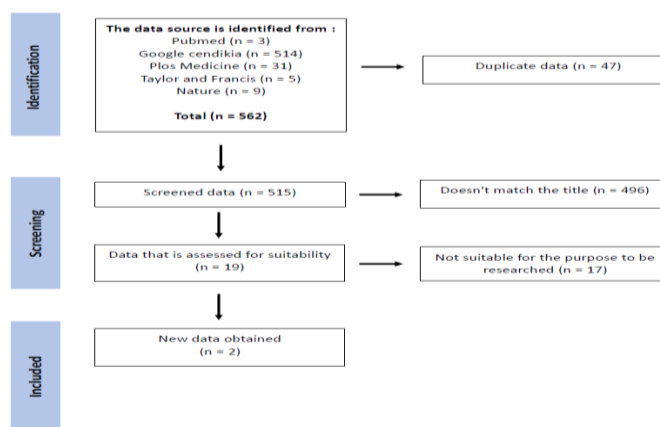 Identification
The data source is identified from :
Pubmed (n = 3)
Google cendikia (n = 514)
Plos Medicine (n = 31)
Taylor and Francis (n = 5)
Nature (n = 9)
Total (n = 562)
Duplicate data (n = 47)
Screening
Screened data (n = 515)
Doesn't match the title (n = 496)
Data that is assessed for suitability
(n = 19)
Not suitable for the purpose to be
researched (n = 17)
Included
New data obtained
(n = 2)